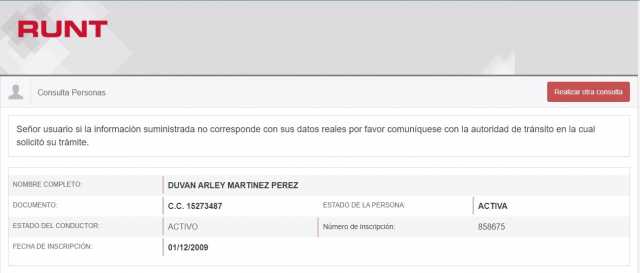 RUNT
Consulta Personas
Realizar otra consulta
Señor usuario si la información suministrada no corresponde con sus datos reales por favor comuníquese con la autoridad de tránsito en la cual
solicitó su trámite.
NOMBRE COMPLETO: DUVAN ARLEY MARTINEZ PEREZ
DOCUMENTO: C.C. 15273487 ESTADO DE LA PERSONA: ACTIVA
ESTADO DEL CONDUCTOR: ACTIVO Número de inscripción: 858675
FECHA DE INSCRIPCIÓN: 01/12/2009